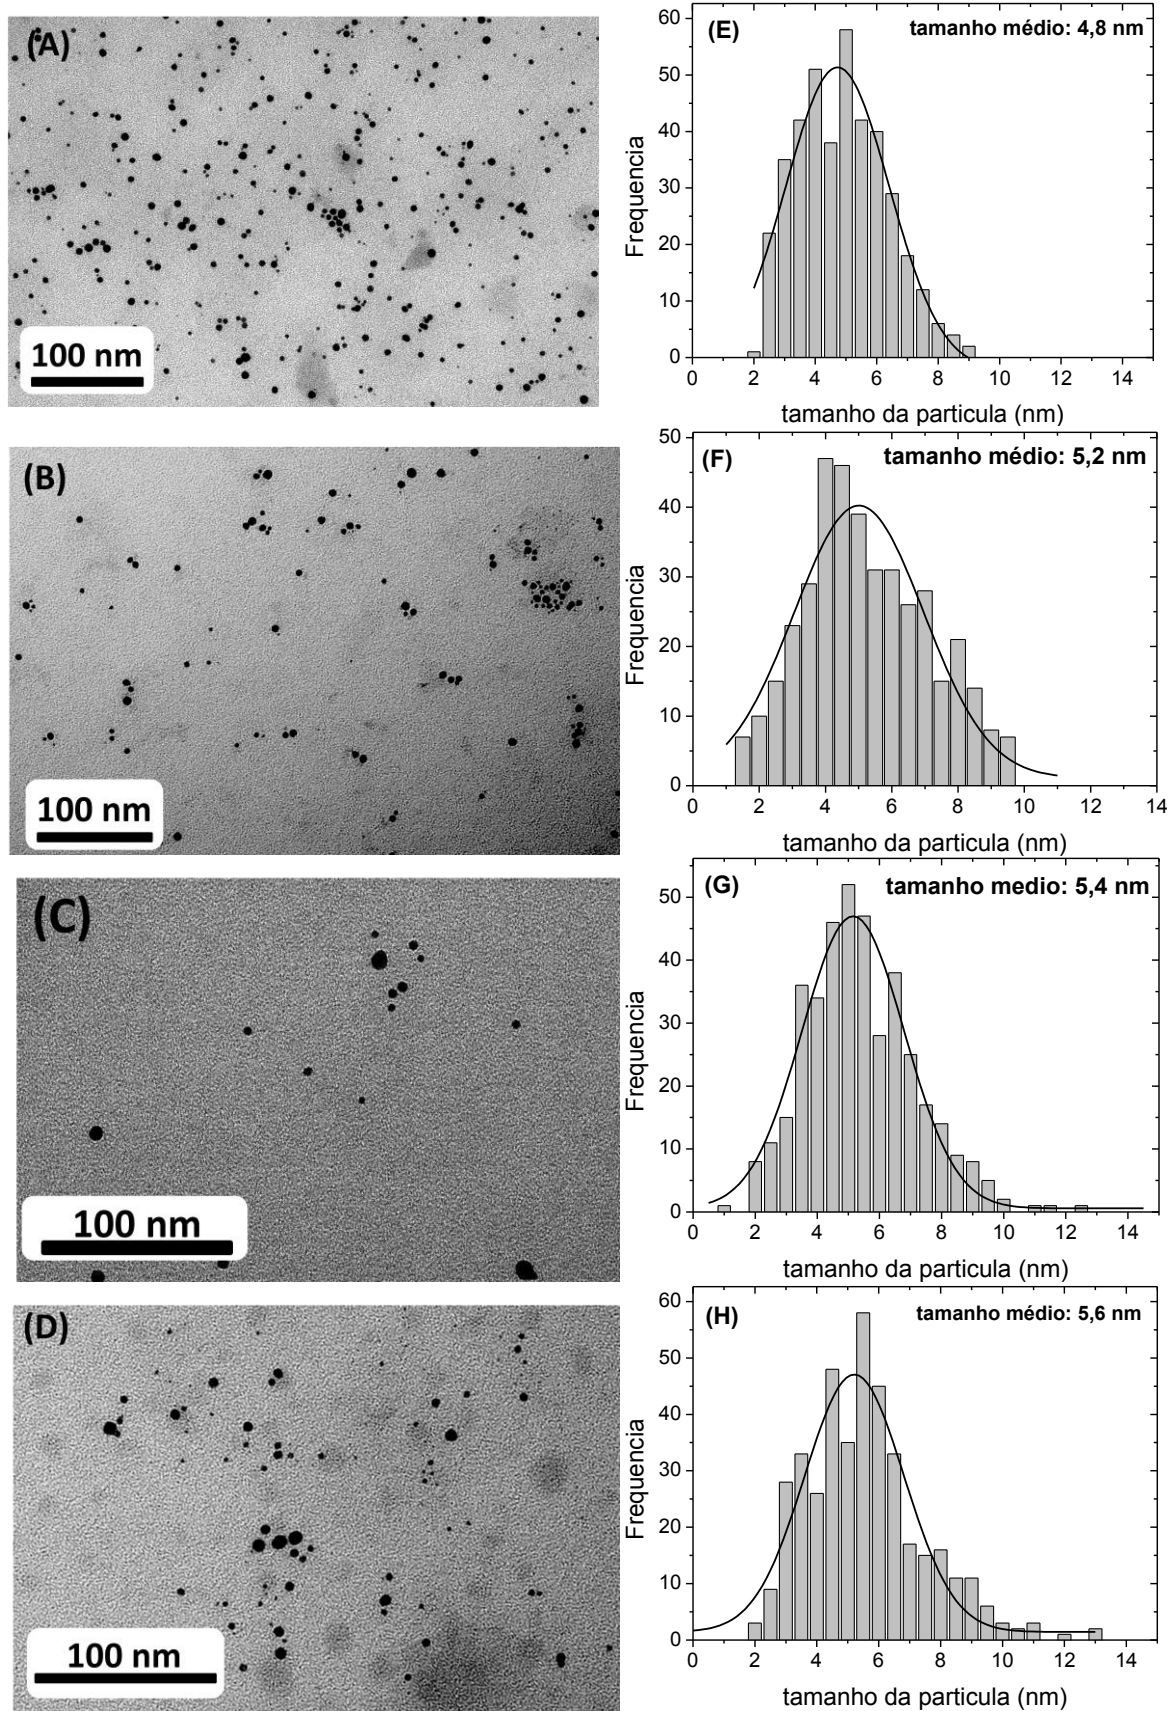 (A)
100 nm
(E)
tamanho médio: 4,8 nm
Frequencia
60
50
40
30
20
10
0
0 2 4 6 8 10 12 14
tamanho da particula (nm)
(B)
100 nm
(F)
tamanho médio: 5,2 nm
Frequencia
50
40
30
20
10
0
0 2 4 6 8 10 12 14
tamanho da particula (nm)
(C)
100 nm
(G)
tamanho medio: 5,4 nm
Frequencia
50
40
30
20
10
0
0 2 4 6 8 10 12 14
tamanho da particula (nm)
(D)
100 nm
(H)
tamanho médio: 5,6 nm
Frequencia
60
50
40
30
20
10
0
0 2 4 6 8 10 12 14
tamanho da particula (nm)